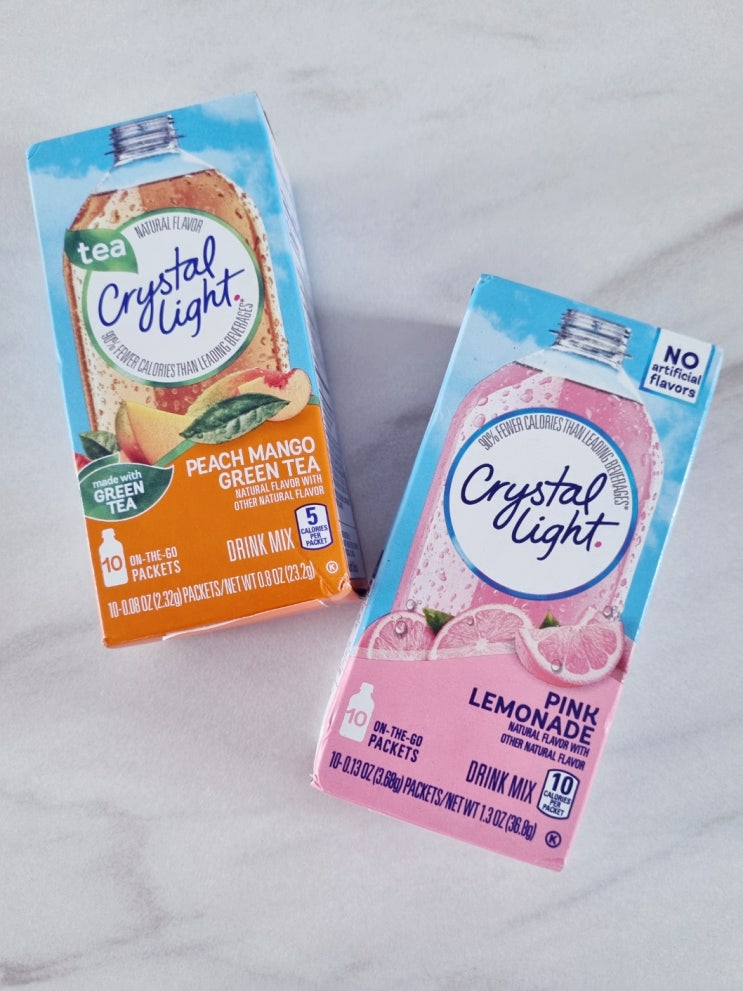 NATURAL FLAVOR
tea
Crystal
Light.
90% FEWER CALORIES THAN LEADING BEVERAGES*
PEACH MANGO
GREEN TEA
NATURAL FLAVOR WITH
OTHER NATURAL FLAVOR
made with
GREEN
TEA
5
CALORIES
PER
PACKET
DRINK MIX
10
ON-THE-GO
PACKETS
10-0.08 OZ (2.32g) PACKETS/NET WT 0.8 OZ (23.2g)
K
NO
artificial
flavors
90% FEWER CALORIES THAN LEADING BEVERAGES*
Crystal
Light.
PINK
LEMONADE
NATURAL FLAVOR WITH
OTHER NATURAL FLAVOR
10
ON-THE-GO
PACKETS
DRINK MIX
10
CALORIES
PER
PACKET
10-0.13 OZ (3.68g) PACKETS/NET WT 1.3 OZ (36.8g)
K